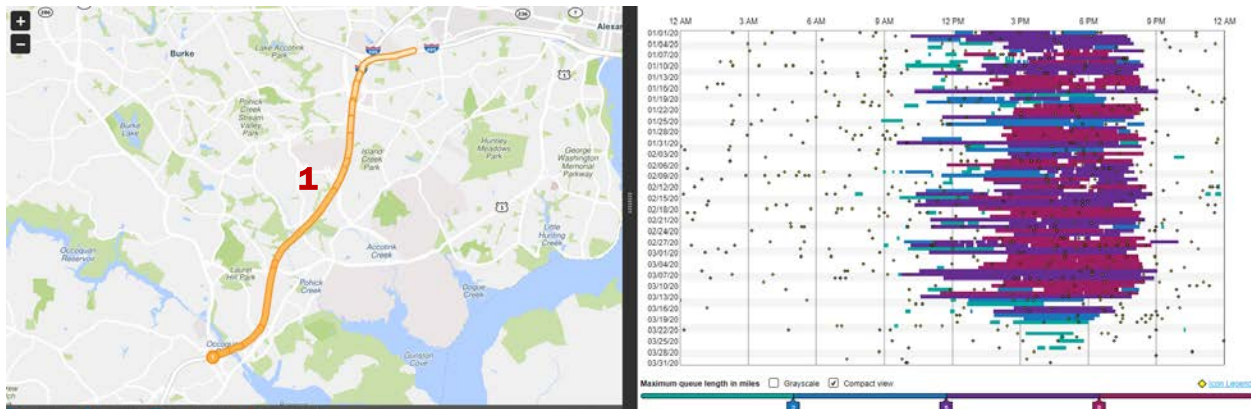 +
−
286
236
7
Alexan
Burke
Lake Accotink
Park
1
Pohick
Creek
Stream
Valley
Park
Burke
Lake
Island
Creek
Park
Huntley
Meadows
Park
George
Washington
Memorial
Parkway
1
1
Occoquan
Reservoir
Accotink
Creek
Little
Hunting
Creek
Laurel
Hill Park
Pohick
Creek
Dogue
Creek
Occoquan
Gunston
Cove
12 AM 3 AM 6 AM 9 AM 12 PM 3 PM 6 PM 9 PM 12 AM
01/01/20
01/04/20
01/07/20
01/10/20
01/13/20
01/16/20
01/19/20
01/22/20
01/25/20
01/28/20
01/31/20
02/03/20
02/06/20
02/09/20
02/12/20
02/15/20
02/18/20
02/21/20
02/24/20
02/27/20
03/01/20
03/04/20
03/07/20
03/10/20
03/13/20
03/16/20
03/19/20
03/22/20
03/25/20
03/28/20
03/31/20
Maximum queue length in miles Grayscale Compact view Icon Legend